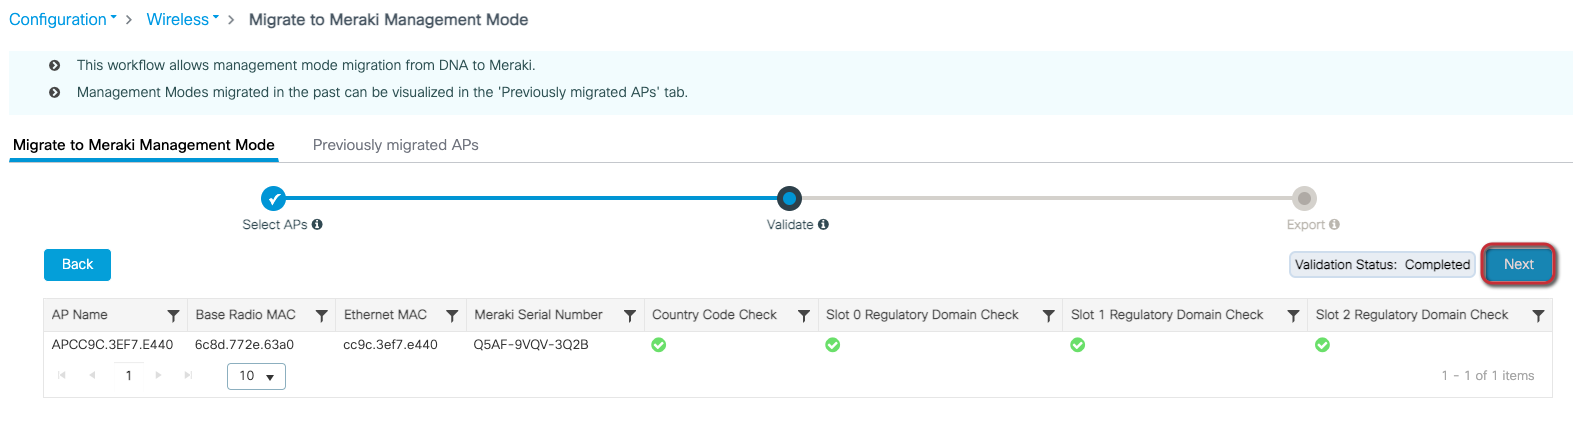 Configuration > Wireless > Migrate to Meraki Management Mode
This workflow allows management mode migration from DNA to Meraki.
Management Modes migrated in the past can be visualized in the 'Previously migrated APs' tab.
Migrate to Meraki Management Mode Previously migrated APs
Select APs Validate Export
Back Validation Status: Completed Next
AP Name Base Radio MAC Ethernet MAC Meraki Serial Number Country Code Check Slot 0 Regulatory Domain Check Slot 1 Regulatory Domain Check Slot 2 Regulatory Domain Check
APCC9C.3EF7.E440 6c8d.772e.63a0 cc9c.3ef7.e440 Q5AF-9VQV-3Q2B
1 10 1 - 1 of 1 items